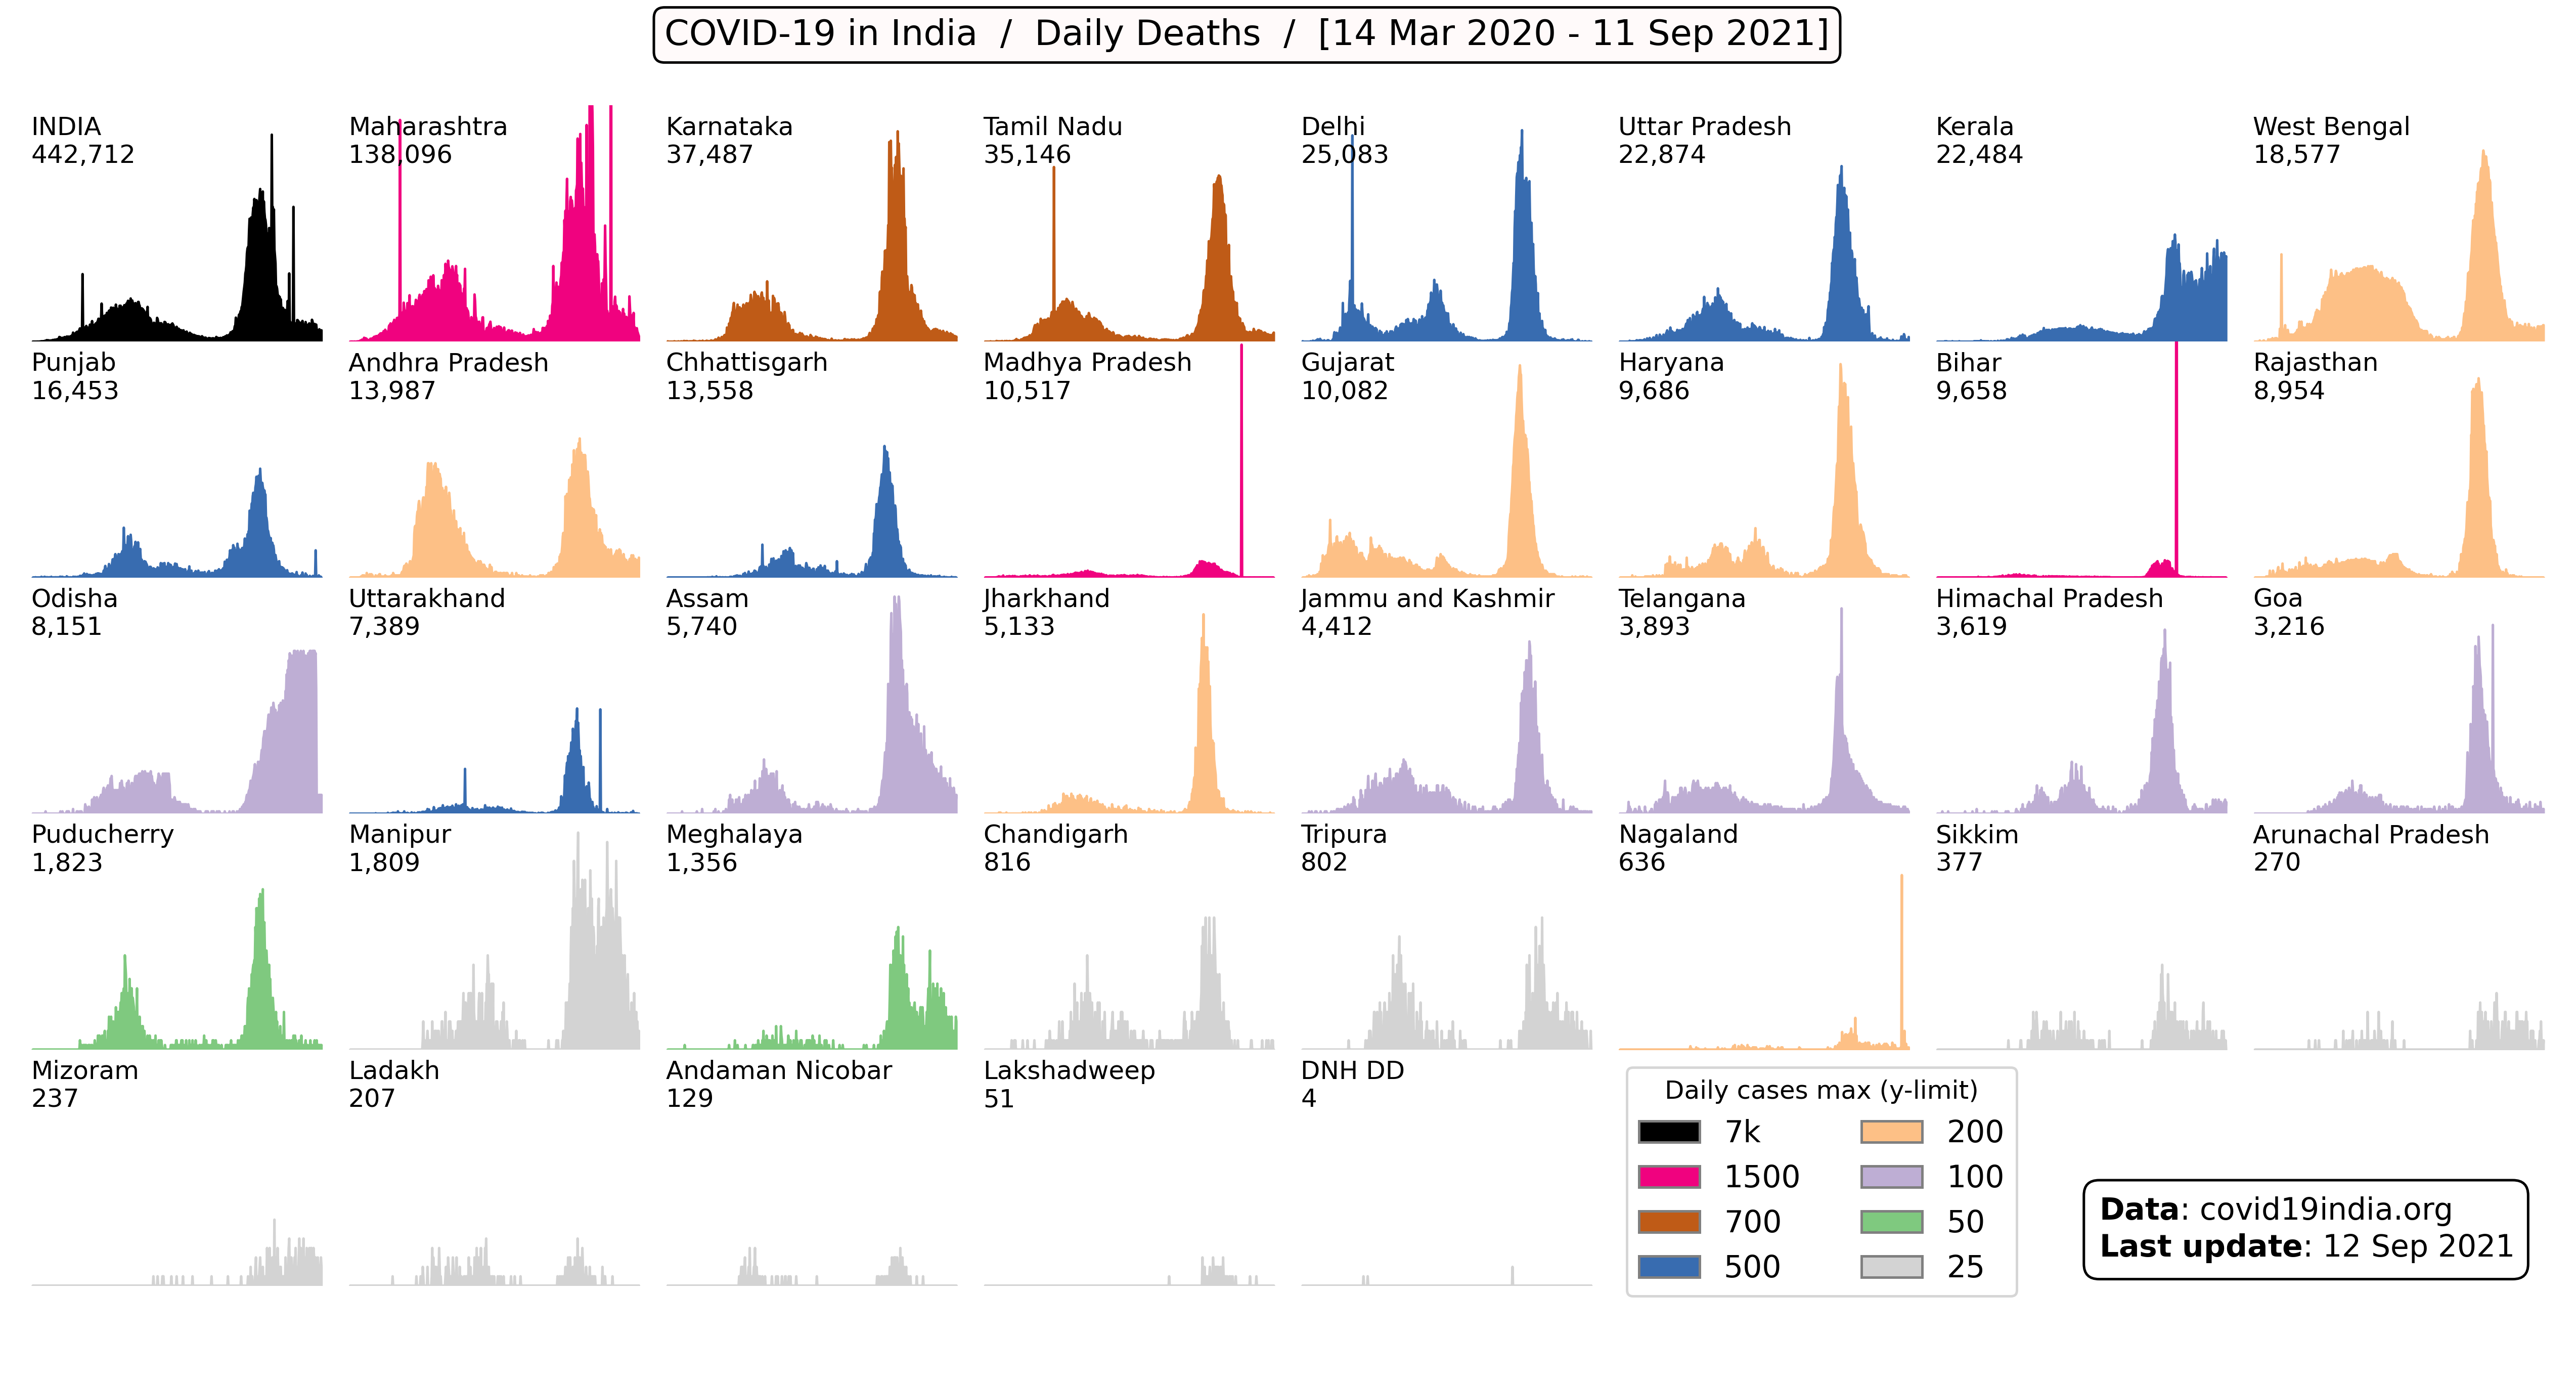 COVID-19 in India / Daily Deaths / [14 Mar 2020 - 11 Sep 2021]
INDIA
442,712
Maharashtra
138,096
Karnataka
37,487
Tamil Nadu
35,146
Delhi
25,083
Uttar Pradesh
22,874
Kerala
22,484
West Bengal
18,577
Punjab
16,453
Andhra Pradesh
13,987
Chhattisgarh
13,558
Madhya Pradesh
10,517
Gujarat
10,082
Haryana
9,686
Bihar
9,658
Rajasthan
8,954
Odisha
8,151
Uttarakhand
7,389
Assam
5,740
Jharkhand
5,133
Jammu and Kashmir
4,412
Telangana
3,893
Himachal Pradesh
3,619
Goa
3,216
Puducherry
1,823
Manipur
1,809
Meghalaya
1,356
Chandigarh
816
Tripura
802
Nagaland
636
Sikkim
377
Arunachal Pradesh
270
Mizoram
237
Ladakh
207
Andaman Nicobar
129
Lakshadweep
51
DNH DD
4
Daily cases max (y-limit)
7k
1500
700
500
200
100
50
25
Data: covid19india.org
Last update: 12 Sep 2021